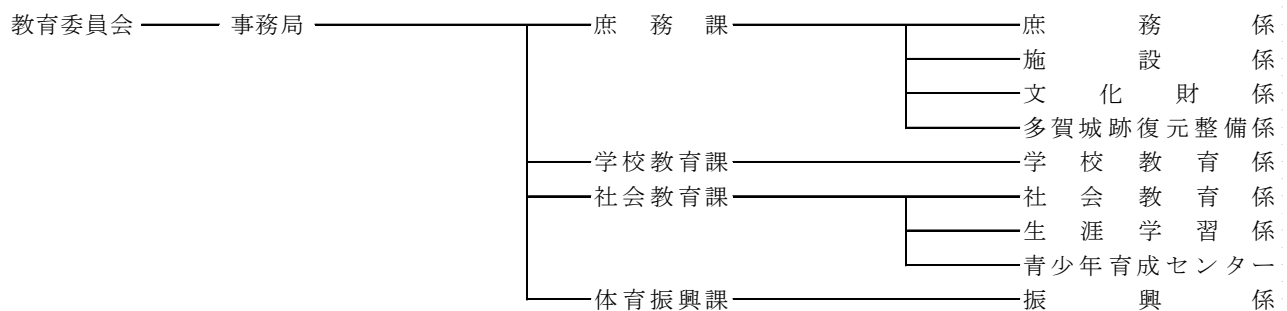 教育委員会 事務局 庶務課 庶務係
施設係
文化財係
多賀城跡復元整備係
学校教育課 学校教育係
社会教育課 社会教育係
生涯学習係
青少年育成センター
体育振興課 振興係